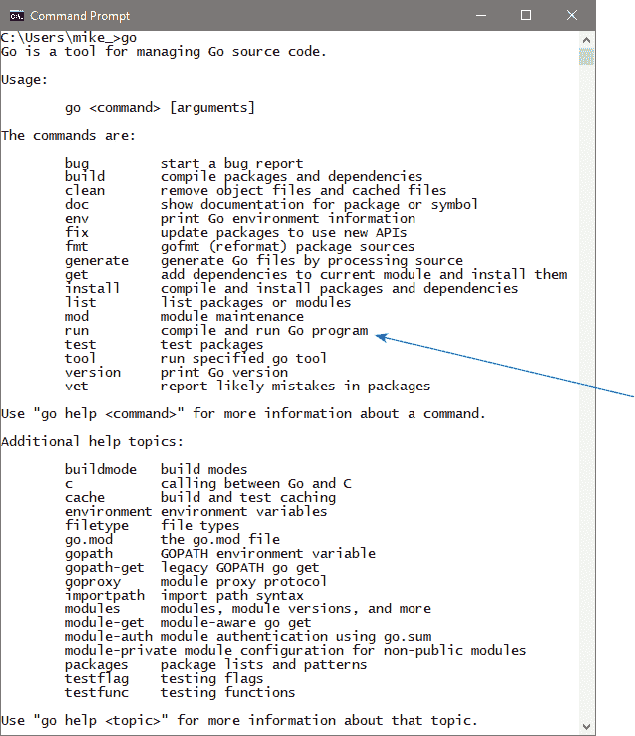 Command Prompt
C:\Users\mike_>go
Go is a tool for managing Go source code.
Usage:
go <command> [arguments]
The commands are:
bug start a bug report
build compile packages and dependencies
clean remove object files and cached files
doc show documentation for package or symbol
env print Go environment information
fix update packages to use new APIs
fmt gofmt (reformat) package sources
generate generate Go files by processing source
get add dependencies to current module and install them
install compile and install packages and dependencies
list list packages or modules
mod module maintenance
run compile and run Go program
test test packages
tool run specified go tool
version print Go version
vet report likely mistakes in packages
Use "go help <command>" for more information about a command.
Additional help topics:
buildmode build modes
c calling between Go and C
cache build and test caching
environment environment variables
filetype file types
go.mod the go.mod file
gopath GOPATH environment variable
gopath-get legacy GOPATH go get
goproxy module proxy protocol
importpath import path syntax
modules modules, module versions, and more
module-get module-aware go get
module-auth module authentication using go.sum
module-private module configuration for non-public modules
packages package lists and patterns
testflag testing flags
testfunc testing functions
Use "go help <topic>" for more information about that topic.